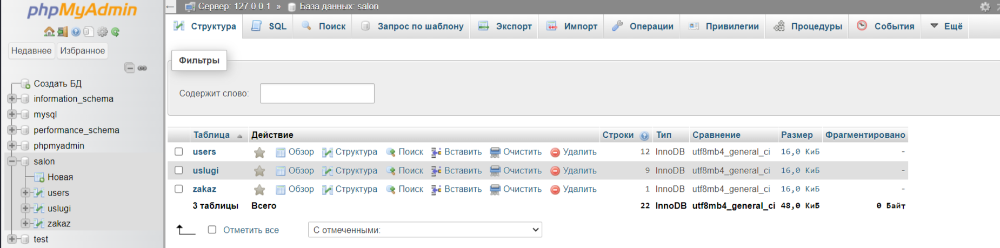 phpMyAdmin
Недавнее Избранное
Создать БД
information_schema
mysql
performance_schema
phpmyadmin
salon
Новая
users
uslugi
zakaz
test
← Сервер: 127.0.0.1 » База данных: salon
Структура SQL Поиск Запрос по шаблону Экспорт Импорт Операции Привилегии Процедуры События Ещё
Фильтры
Содержит слово:
Таблица Действие Строки Тип Сравнение Размер Фрагментировано
users Обзор Структура Поиск Вставить Очистить Удалить 12 InnoDB utf8mb4_general_ci 16,0 КиБ -
uslugi Обзор Структура Поиск Вставить Очистить Удалить 9 InnoDB utf8mb4_general_ci 16,0 КиБ -
zakaz Обзор Структура Поиск Вставить Очистить Удалить 1 InnoDB utf8mb4_general_ci 16,0 КиБ -
3 таблицы Всего 22 InnoDB utf8mb4_general_ci 48,0 КиБ 0 Байт
Отметить все С отмеченными: